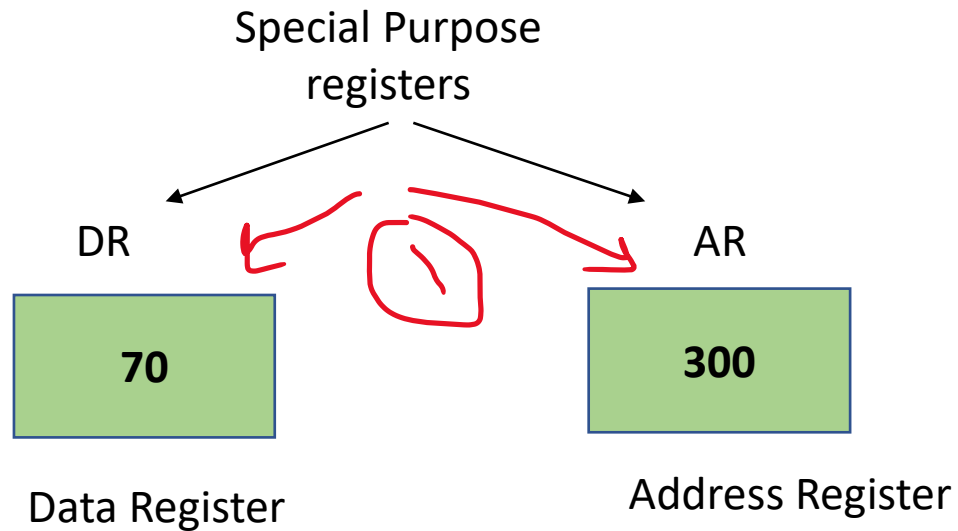 Special Purpose
registers
DR
AR
70
300
Data Register
Address Register